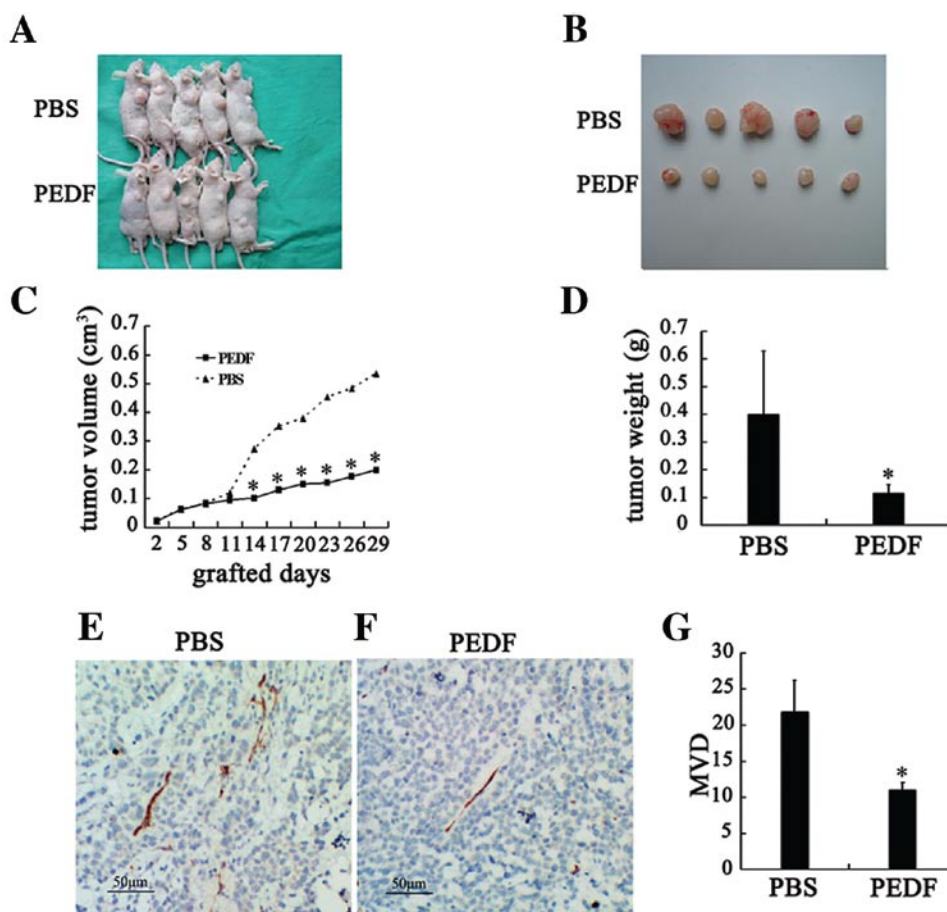 A
B
PBS
PEDF
PBS
PEDF
C
D
tumor volume (cm³)
0.7
0.6
0.5
0.4
0.3
0.2
0.1
0
PEDF
PBS
* * * * * *
2 5 8 11 14 17 20 23 26 29
grafted days
tumor weight (g)
0.7
0.6
0.5
0.4
0.3
0.2
0.1
0
*
PBS PEDF
E PBS
F PEDF
G
50μm
50μm
MVD
30
25
20
15
10
5
0
*
PBS PEDF